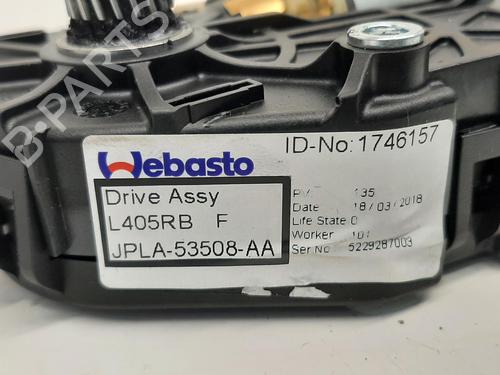 B-PARTS
ID-No:1746157
Webasto
Drive Assy
L405RB F
JPLA-53508-AA
135
Date 18/03/2018
Life State 0
Worker 101
Ser No 5229287003